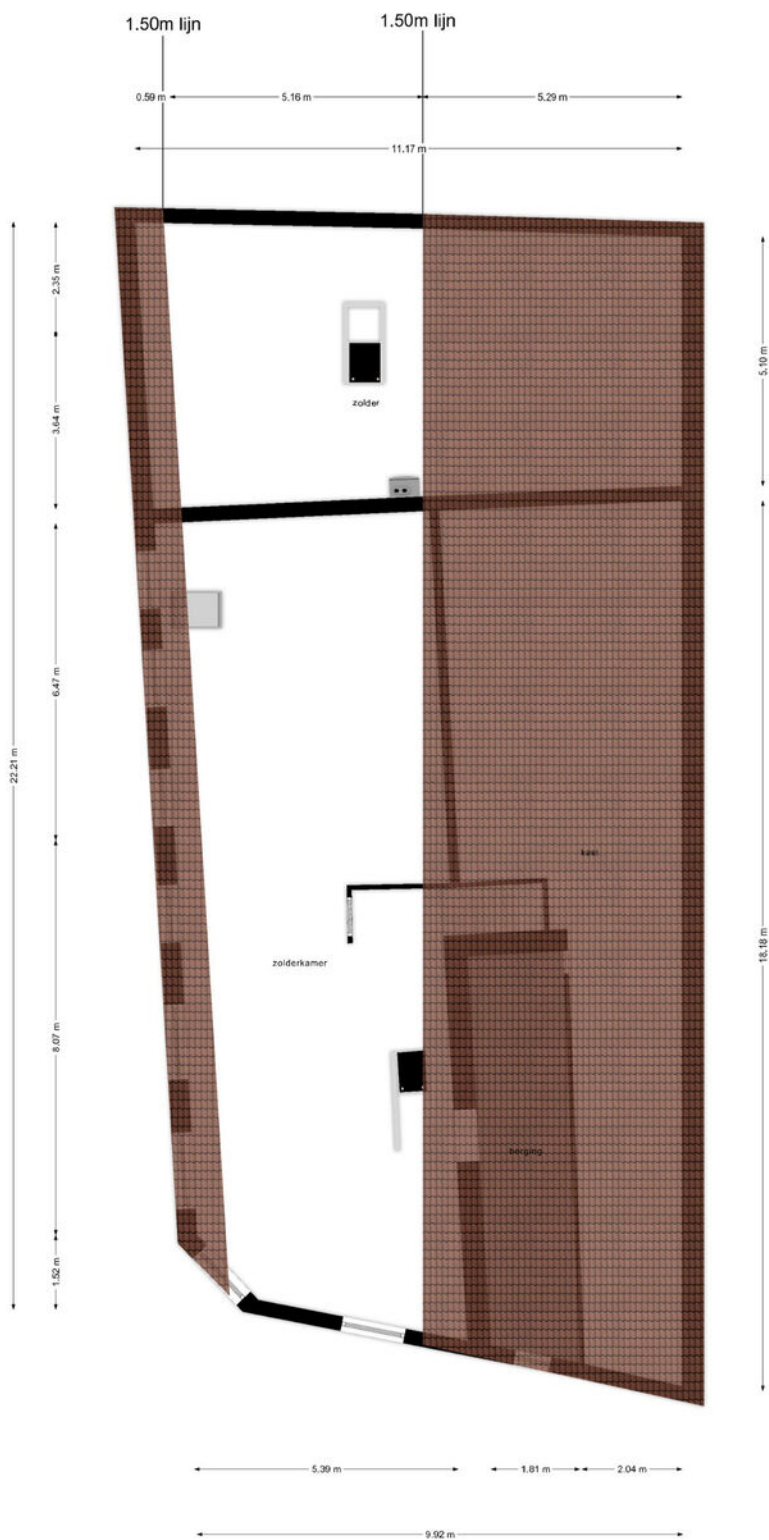 1.50m lijn
1.50m lijn
0.59 m
5.16 m
5.29 m
11.17 m
2.35 m
3.64 m
6.47 m
8.07 m
1.52 m
22.21 m
5.10 m
18.18 m
zolder
zolderkamer
kast
berging
5.39 m
1.81 m
2.04 m
9.92 m